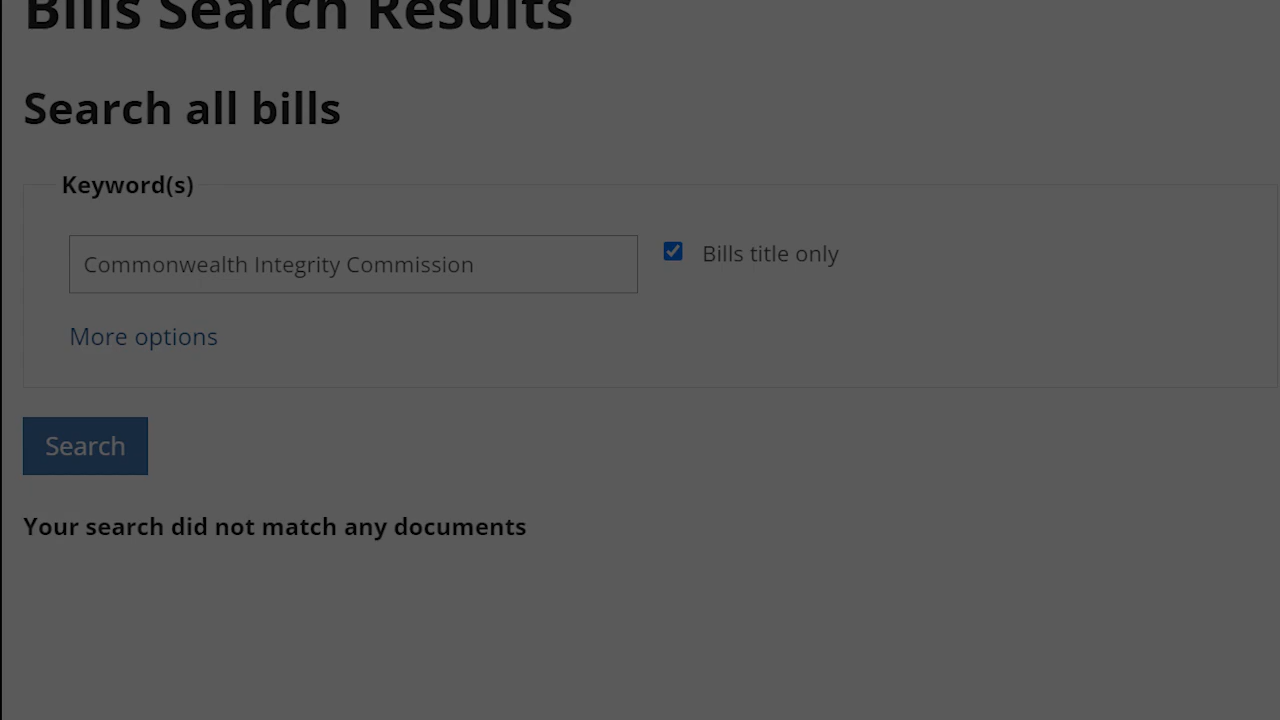 Bills Search Results
Search all bills
Keyword(s)
Commonwealth Integrity Commission
Bills title only
More options
Search
Your search did not match any documents